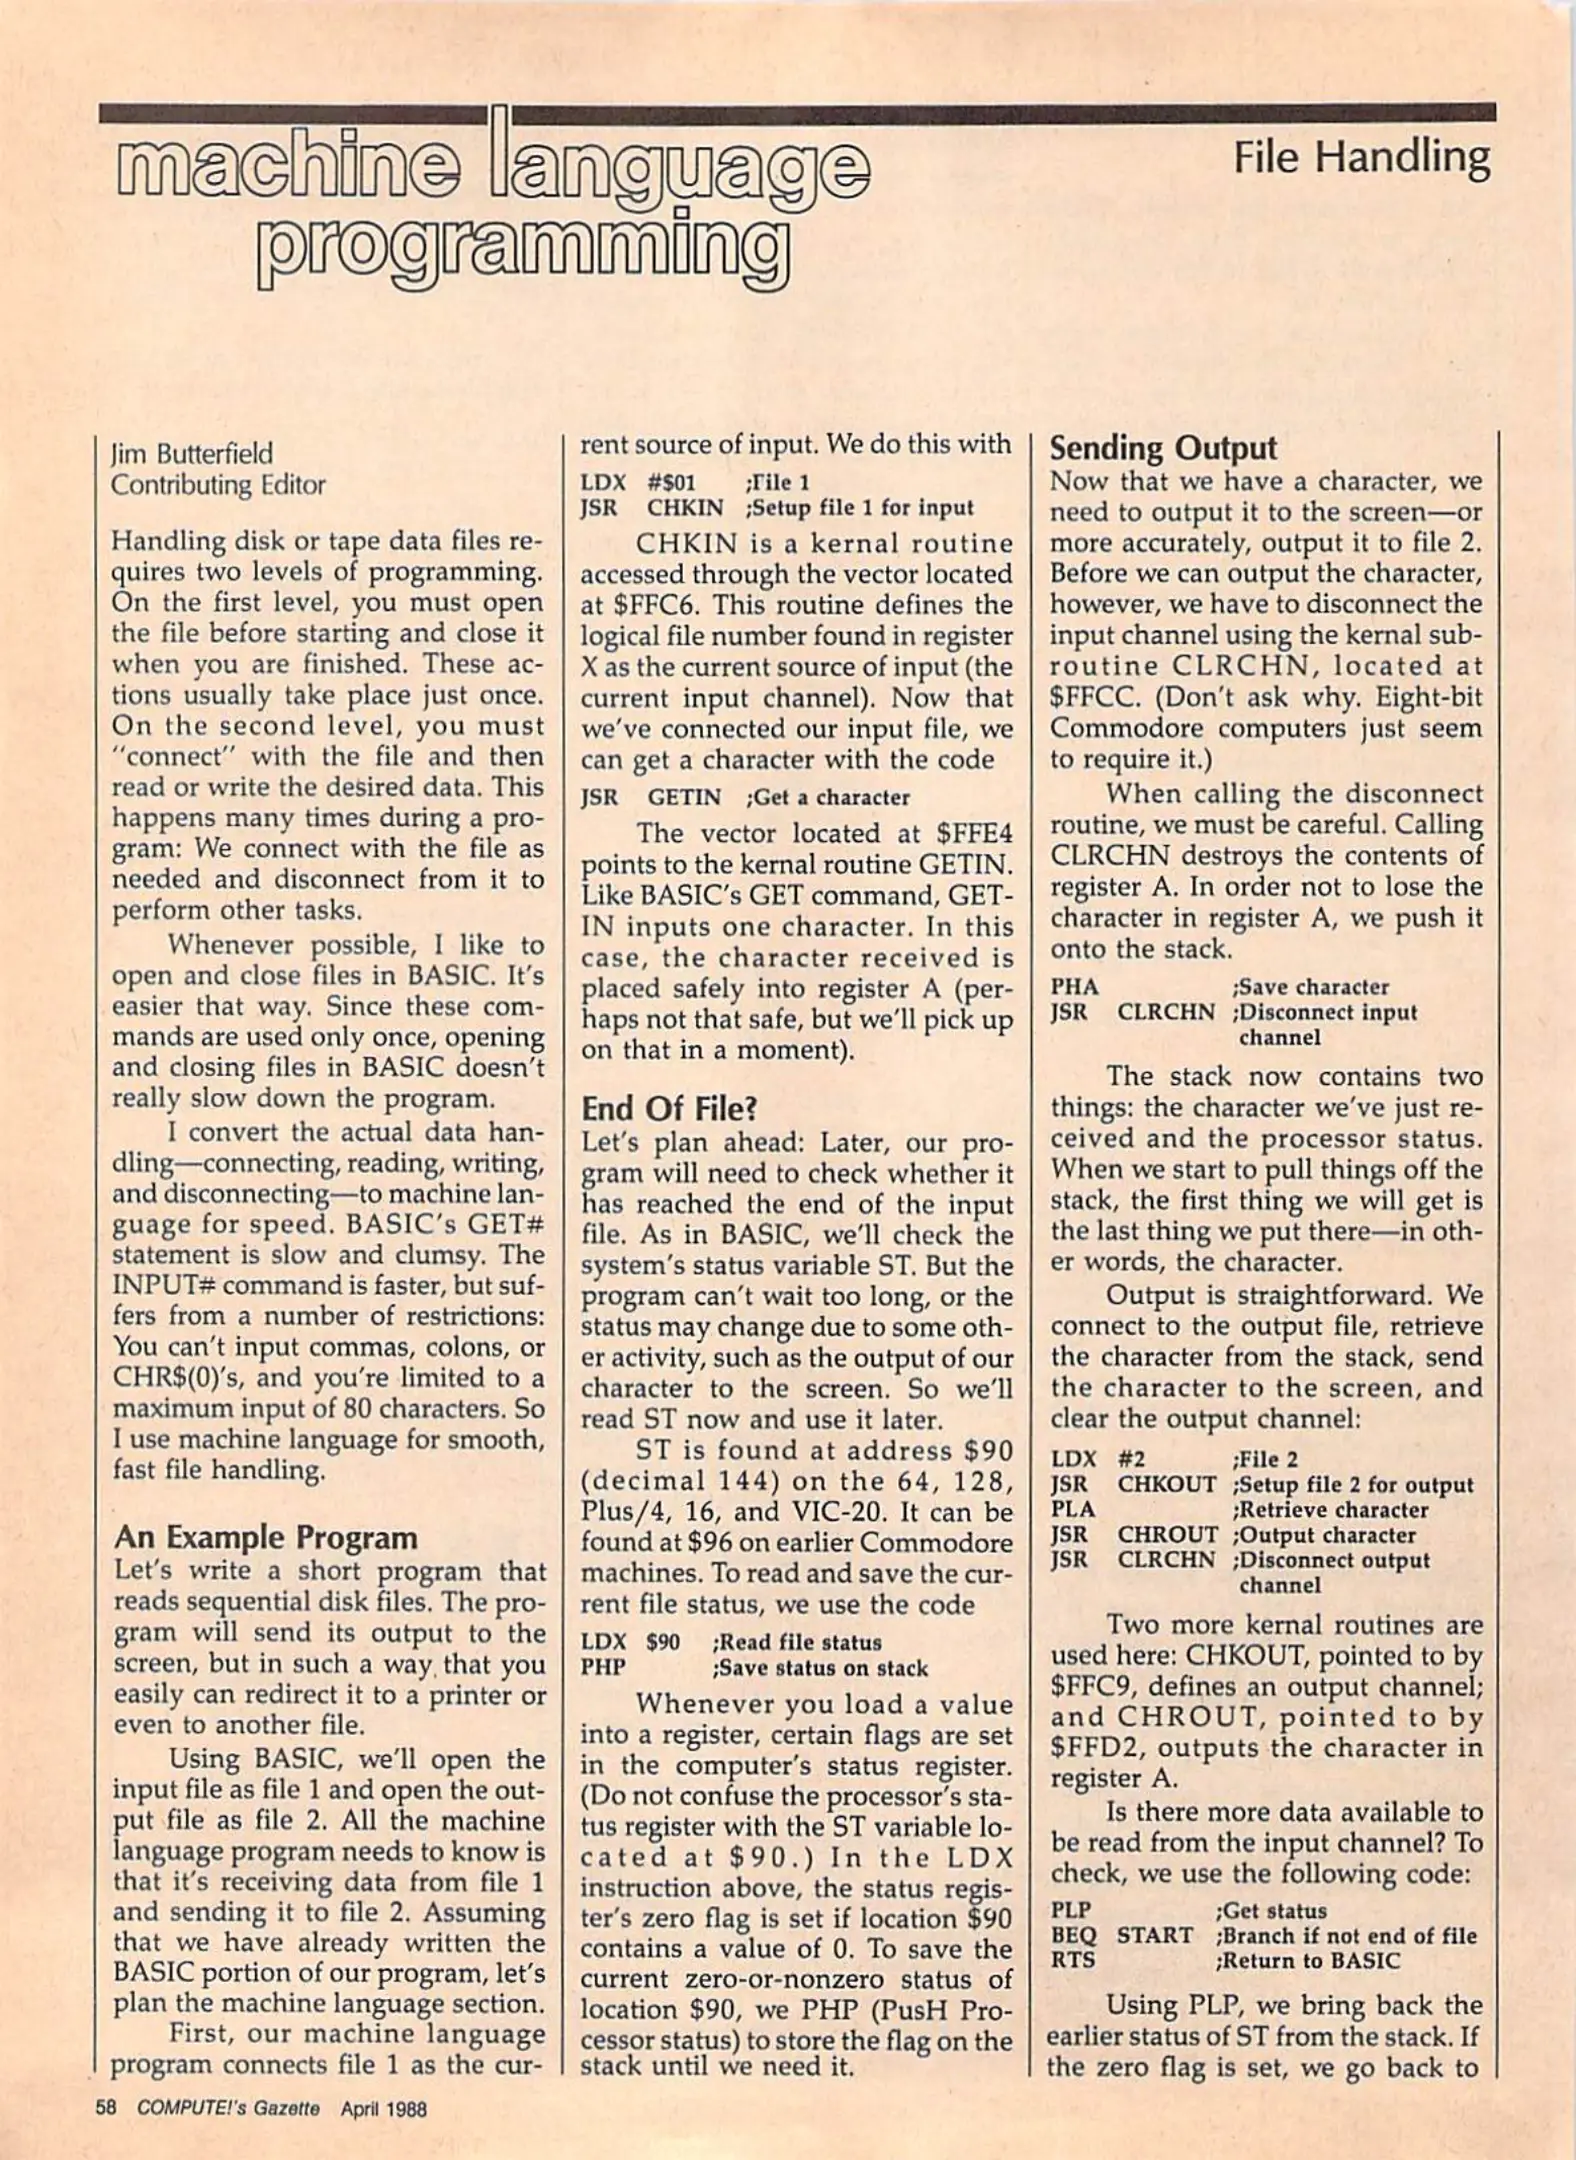 machine language
programming
File Handling
Jim Butterfield
Contributing Editor
Handling disk or tape data files re-
quires two levels of programming.
On the first level, you must open
the file before starting and close it
when you are finished. These ac-
tions usually take place just once.
On the second level, you must
"connect" with the file and then
read or write the desired data. This
happens many times during a pro-
gram: We connect with the file as
needed and disconnect from it to
perform other tasks.
Whenever possible, I like to
open and close files in BASIC. It's
easier that way. Since these com-
mands are used only once, opening
and closing files in BASIC doesn't
really slow down the program.
I convert the actual data han-
dling—connecting, reading, writing,
and disconnecting—to machine lan-
guage for speed. BASIC's GET#
statement is slow and clumsy. The
INPUT# command is faster, but suf-
fers from a number of restrictions:
You can't input commas, colons, or
CHR$(0)'s, and you're limited to a
maximum input of 80 characters. So
I use machine language for smooth,
fast file handling.
An Example Program
Let's write a short program that
reads sequential disk files. The pro-
gram will send its output to the
screen, but in such a way that you
easily can redirect it to a printer or
even to another file.
Using BASIC, we'll open the
input file as file 1 and open the out-
put file as file 2. All the machine
language program needs to know is
that it's receiving data from file 1
and sending it to file 2. Assuming
that we have already written the
BASIC portion of our program, let's
plan the machine language section.
First, our machine language
program connects file 1 as the cur-
rent source of input. We do this with
LDX #$01 ;File 1
JSR CHKIN ;Setup file 1 for input
CHKIN is a kernal routine
accessed through the vector located
at $FFC6. This routine defines the
logical file number found in register
X as the current source of input (the
current input channel). Now that
we've connected our input file, we
can get a character with the code
JSR GETIN ;Get a character
The vector located at $FFE4
points to the kernal routine GETIN.
Like BASIC's GET command, GET-
IN inputs one character. In this
case, the character received is
placed safely into register A (per-
haps not that safe, but we'll pick up
on that in a moment).
End Of File?
Let's plan ahead: Later, our pro-
gram will need to check whether it
has reached the end of the input
file. As in BASIC, we'll check the
system's status variable ST. But the
program can't wait too long, or the
status may change due to some oth-
er activity, such as the output of our
character to the screen. So we'll
read ST now and use it later.
ST is found at address $90
(decimal 144) on the 64, 128,
Plus/4, 16, and VIC-20. It can be
found at $96 on earlier Commodore
machines. To read and save the cur-
rent file status, we use the code
LDX $90 ;Read file status
PHP ;Save status on stack
Whenever you load a value
into a register, certain flags are set
in the computer's status register.
(Do not confuse the processor's sta-
tus register with the ST variable lo-
cated at $90.) In the LDX
instruction above, the status regis-
ter's zero flag is set if location $90
contains a value of 0. To save the
current zero-or-nonzero status of
location $90, we PHP (PusH Pro-
cessor status) to store the flag on the
stack until we need it.
Sending Output
Now that we have a character, we
need to output it to the screen—or
more accurately, output it to file 2.
Before we can output the character,
however, we have to disconnect the
input channel using the kernal sub-
routine CLRCHN, located at
$FFCC. (Don't ask why. Eight-bit
Commodore computers just seem
to require it.)
When calling the disconnect
routine, we must be careful. Calling
CLRCHN destroys the contents of
register A. In order not to lose the
character in register A, we push it
onto the stack.
PHA ;Save character
JSR CLRCHN ;Disconnect input
channel
The stack now contains two
things: the character we've just re-
ceived and the processor status.
When we start to pull things off the
stack, the first thing we will get is
the last thing we put there—in oth-
er words, the character.
Output is straightforward. We
connect to the output file, retrieve
the character from the stack, send
the character to the screen, and
clear the output channel:
LDX #2 ;File 2
JSR CHKOUT ;Setup file 2 for output
PLA ;Retrieve character
JSR CHROUT ;Output character
JSR CLRCHN ;Disconnect output
channel
Two more kernal routines are
used here: CHKOUT, pointed to by
$FFC9, defines an output channel;
and CHROUT, pointed to by
$FFD2, outputs the character in
register A.
Is there more data available to
be read from the input channel? To
check, we use the following code:
PLP ;Get status
BEQ START ;Branch if not end of file
RTS ;Return to BASIC
Using PLP, we bring back the
earlier status of ST from the stack. If
the zero flag is set, we go back to
58 COMPUTE!'s Gazette April 1988